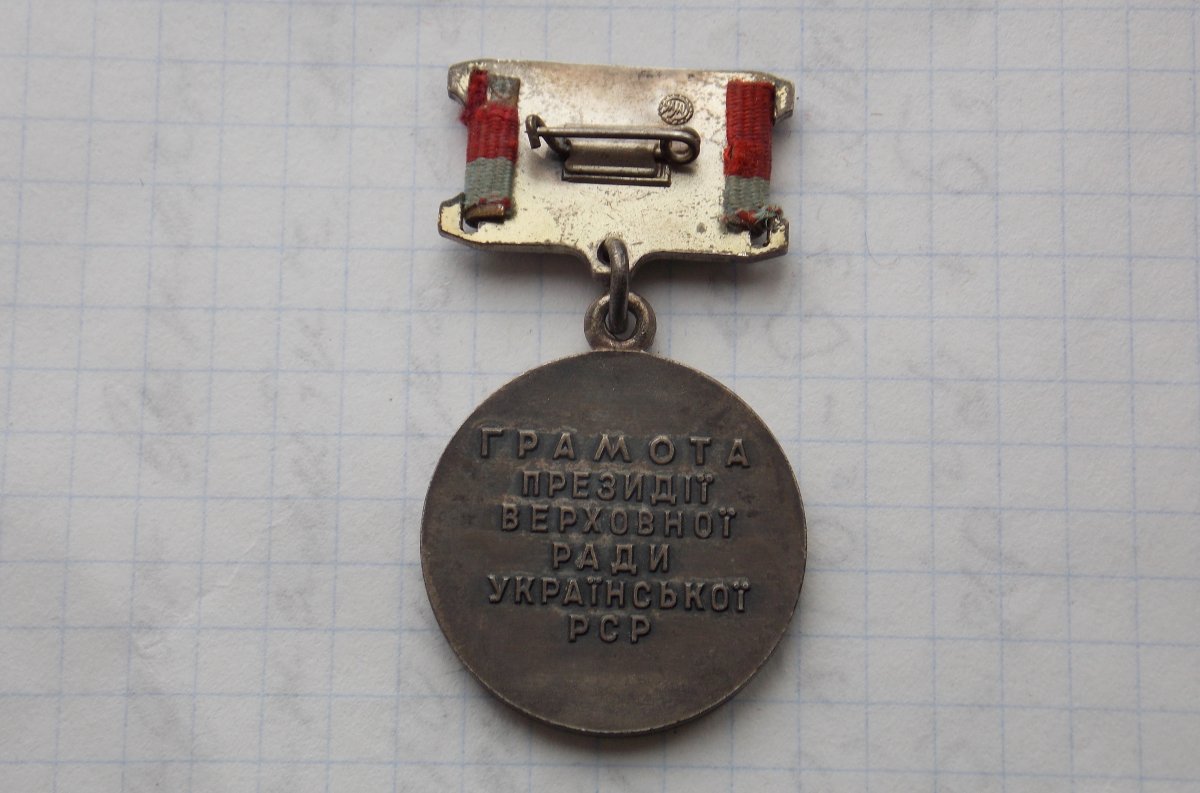 ГРАМОТА
ПРЕЗИДІЇ
ВЕРХОВНОЇ
РАДИ
УКРАЇНСЬКОЇ
РСР